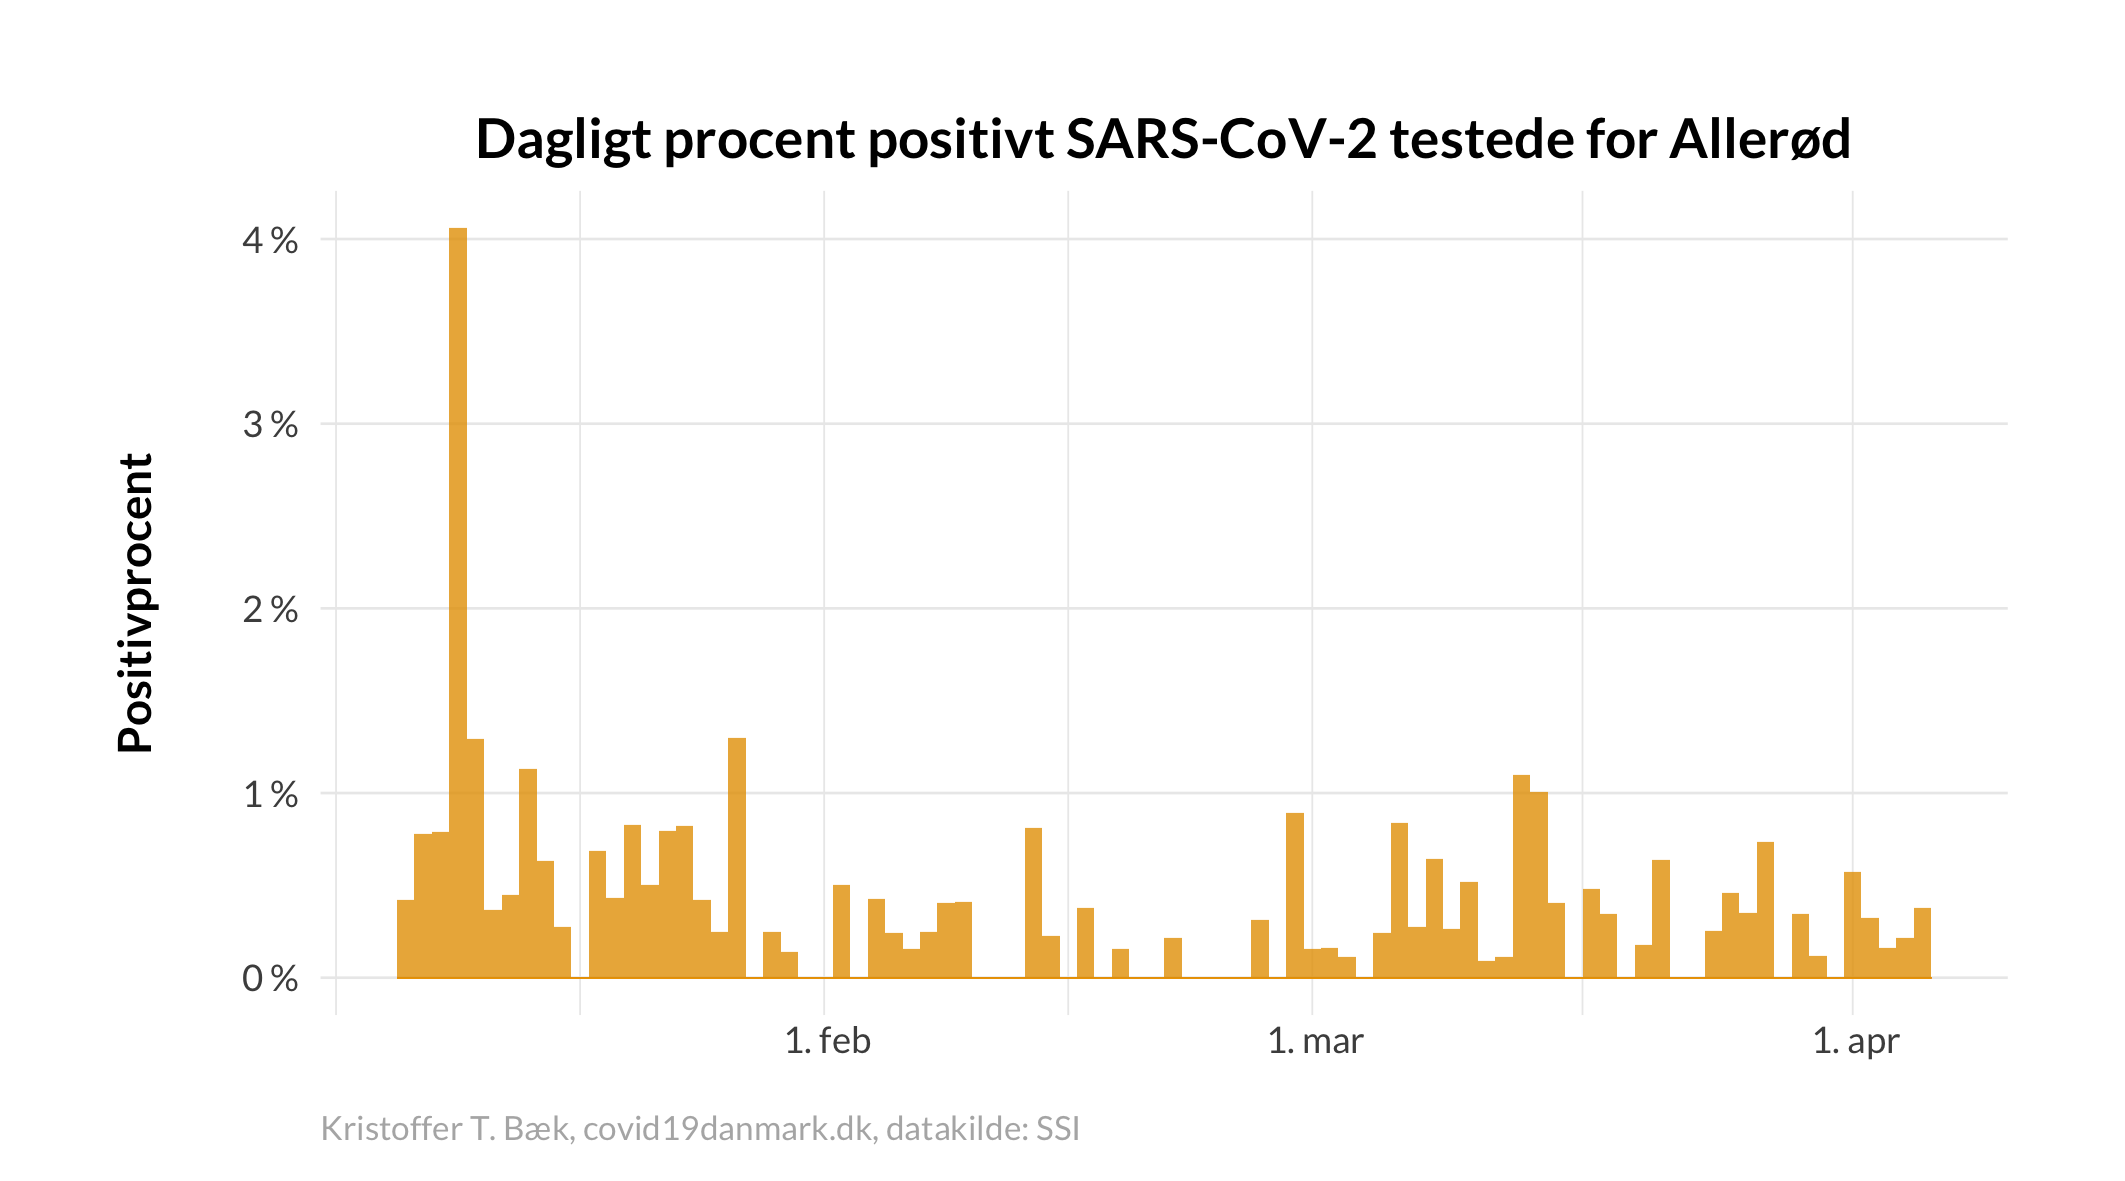 Dagligt procent positivt SARS-CoV-2 testede for Allerød
Positivprocent
4 %
3 %
2 %
1 %
0 %
1. feb
1. mar
1. apr
Kristoffer T. Bæk, covid19danmark.dk, datakilde: SSI